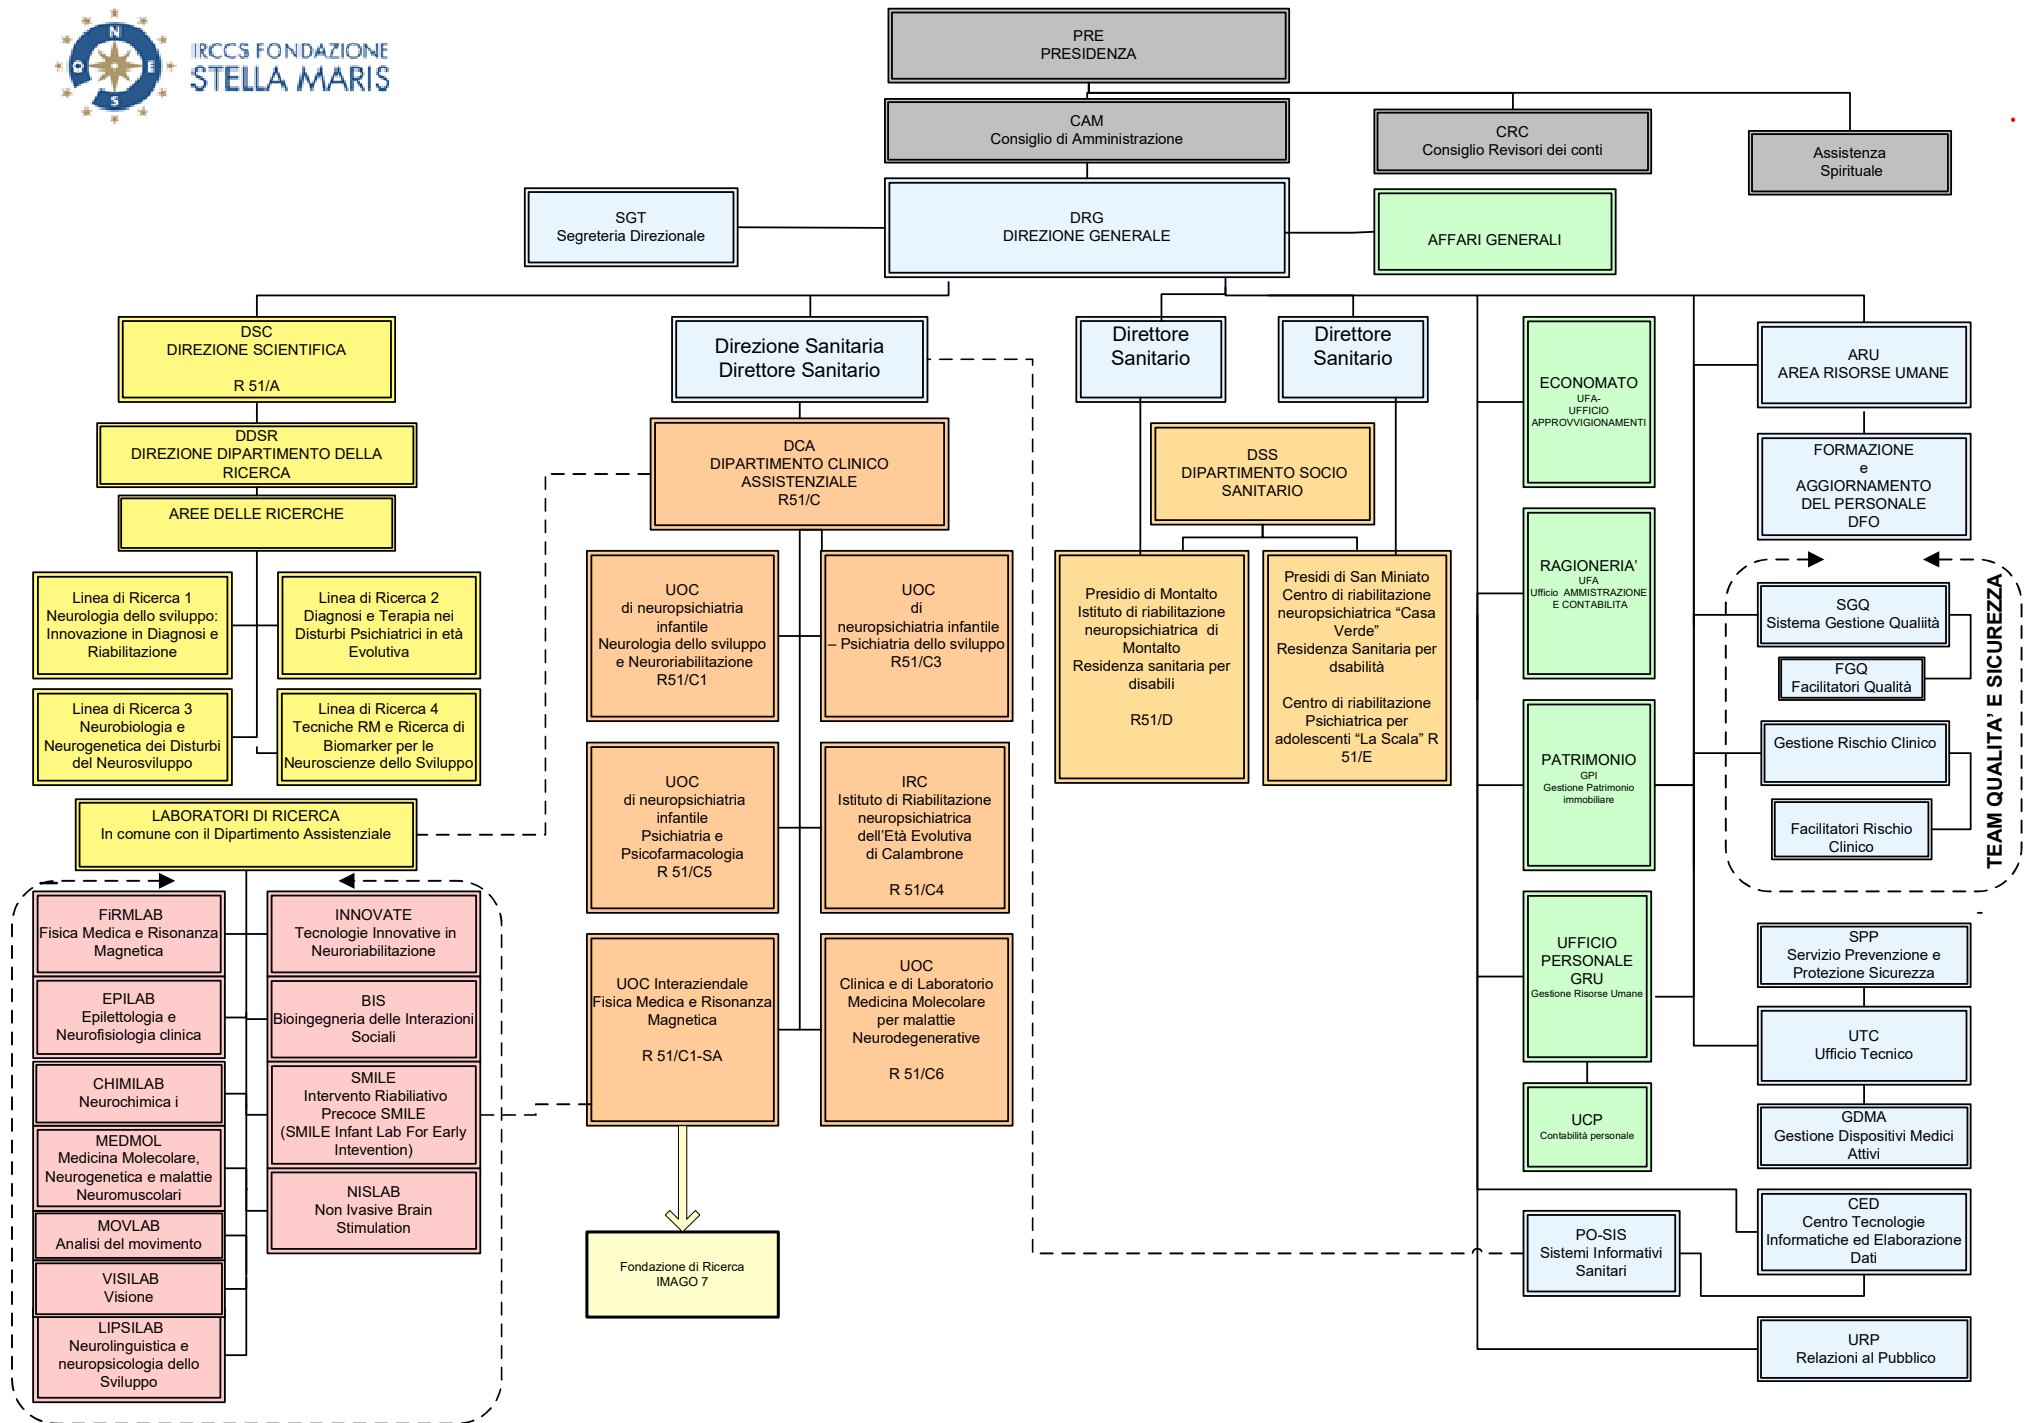 N
O
E
S
IRCCS FONDAZIONE
STELLA MARIS
PRE
PRESIDENZA
CAM
Consiglio di Amministrazione
CRC
Consiglio Revisori dei conti
Assistenza
Spirituale
SGT
Segreteria Direzionale
DRG
DIREZIONE GENERALE
AFFARI GENERALI
DSC
DIREZIONE SCIENTIFICA
R 51/A
DDSR
DIREZIONE DIPARTIMENTO DELLA
RICERCA
AREE DELLE RICERCHE
Linea di Ricerca 1
Neurologia dello sviluppo:
Innovazione in Diagnosi e
Riabilitazione
Linea di Ricerca 2
Diagnosi e Terapia nei
Disturbi Psichiatrici in età
Evolutiva
Linea di Ricerca 3
Neurobiologia e
Neurogenetica dei Disturbi
del Neurosviluppo
Linea di Ricerca 4
Tecniche RM e Ricerca di
Biomarker per le
Neuroscienze dello Sviluppo
LABORATORI DI RICERCA
In comune con il Dipartimento Assistenziale
FiRMLAB
Fisica Medica e Risonanza
Magnetica
EPILAB
Epilettologia e
Neurofisiologia clinica
CHIMILAB
Neurochimica i
MEDMOL
Medicina Molecolare,
Neurogenetica e malattie
Neuromuscolari
MOVLAB
Analisi del movimento
VISILAB
Visione
LIPSILAB
Neurolinguistica e
neuropsicologia dello
Sviluppo
INNOVATE
Tecnologie Innovative in
Neuroriabilitazione
BIS
Bioingegneria delle Interazioni
Sociali
SMILE
Intervento Riabiliativo
Precoce SMILE
(SMILE Infant Lab For Early
Intevention)
NISLAB
Non Ivasive Brain
Stimulation
Direzione Sanitaria
Direttore Sanitario
DCA
DIPARTIMENTO CLINICO
ASSISTENZIALE
R51/C
UOC
di neuropsichiatria
infantile
Neurologia dello sviluppo
e Neuroriabilitazione
R51/C1
UOC
di
neuropsichiatria infantile
– Psichiatria dello sviluppo
R51/C3
UOC
di neuropsichiatria
infantile
Psichiatria e
Psicofarmacologia
R 51/C5
IRC
Istituto di Riabilitazione
neuropsichiatrica
dell'Età Evolutiva
di Calambrone
R 51/C4
UOC Interaziendale
Fisica Medica e Risonanza
Magnetica
R 51/C1-SA
UOC
Clinica e di Laboratorio
Medicina Molecolare
per malattie
Neurodegenerative
R 51/C6
Fondazione di Ricerca
IMAGO 7
Direttore
Sanitario
Direttore
Sanitario
DSS
DIPARTIMENTO SOCIO
SANITARIO
Presidio di Montalto
Istituto di riabilitazione
neuropsichiatrica di
Montalto
Residenza sanitaria per
disabili
R51/D
Presidi di San Miniato
Centro di riabilitazione
neuropsichiatrica “Casa
Verde”
Residenza Sanitaria per
dsabilità
Centro di riabilitazione
Psichiatrica per
adolescenti “La Scala” R
51/E
ECONOMATO
UFA-
UFFICIO
APPROVVIGIONAMENTI
RAGIONERIA’
UFA
Ufficio AMMISTRAZIONE
E CONTABILITA
PATRIMONIO
GPI
Gestione Patrimonio
immobiliare
UFFICIO
PERSONALE
GRU
Gestione Risorse Umane
UCP
Contabilità personale
PO-SIS
Sistemi Informativi
Sanitari
ARU
AREA RISORSE UMANE
FORMAZIONE
e
AGGIORNAMENTO
DEL PERSONALE
DFO
SGQ
Sistema Gestione Qualiità
FGQ
Facilitatori Qualità
Gestione Rischio Clinico
Facilitatori Rischio
Clinico
TEAM QUALITA’ E SICUREZZA
SPP
Servizio Prevenzione e
Protezione Sicurezza
UTC
Ufficio Tecnico
GDMA
Gestione Dispositivi Medici
Attivi
CED
Centro Tecnologie
Informatiche ed Elaborazione
Dati
URP
Relazioni al Pubblico